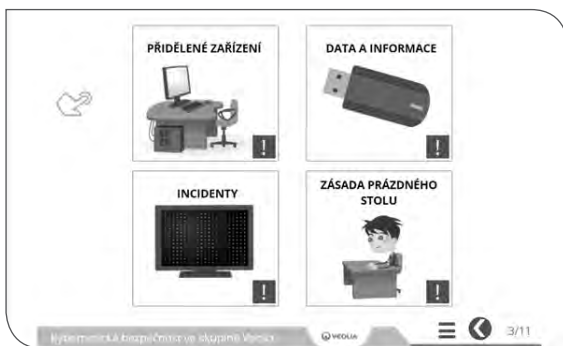 PŘIDĚLENÉ ZAŘÍZENÍ
DATA A INFORMACE
INCIDENTY
ZÁSADA PRÁZDNÉHO
STOLU
Kybernetická bezpečnost ve skupině Veolia
VEOLIA
3/11